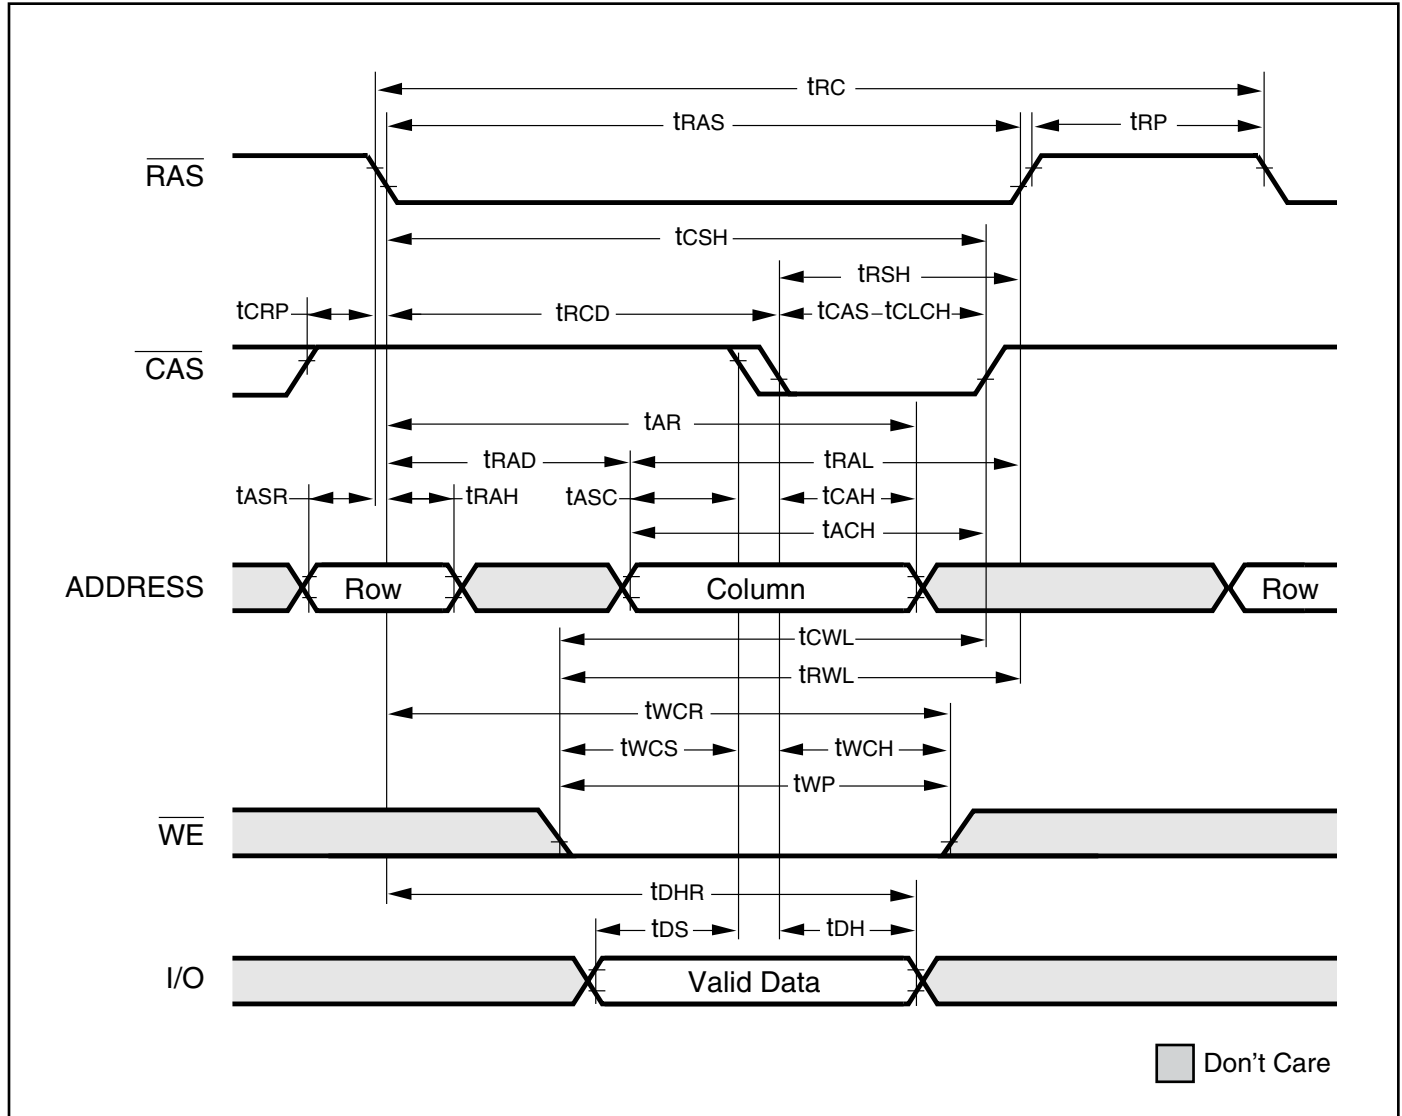 tRC
tRAS
tRP
RAS
tCSH
tRSH
tCRP
tRCD
tCAS–tCLCH
CAS
tAR
tRAD
tRAL
tASR
tRAH
tASC
tCAH
tACH
ADDRESS
Row
Column
Row
tCWL
tRWL
tWCR
tWCS
tWCH
tWP
WE
tDHR
tDS
tDH
I/O
Valid Data
Don't Care